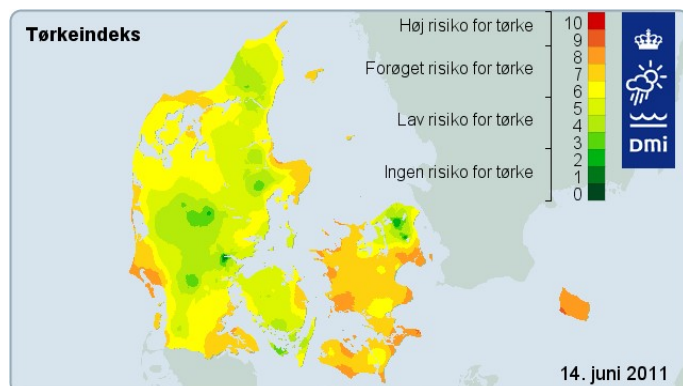 Tørkeindeks
Høj risiko for tørke
Forøget risiko for tørke
Lav risiko for tørke
Ingen risiko for tørke
10
9
8
7
6
5
4
3
2
1
0
DMI
14. juni 2011